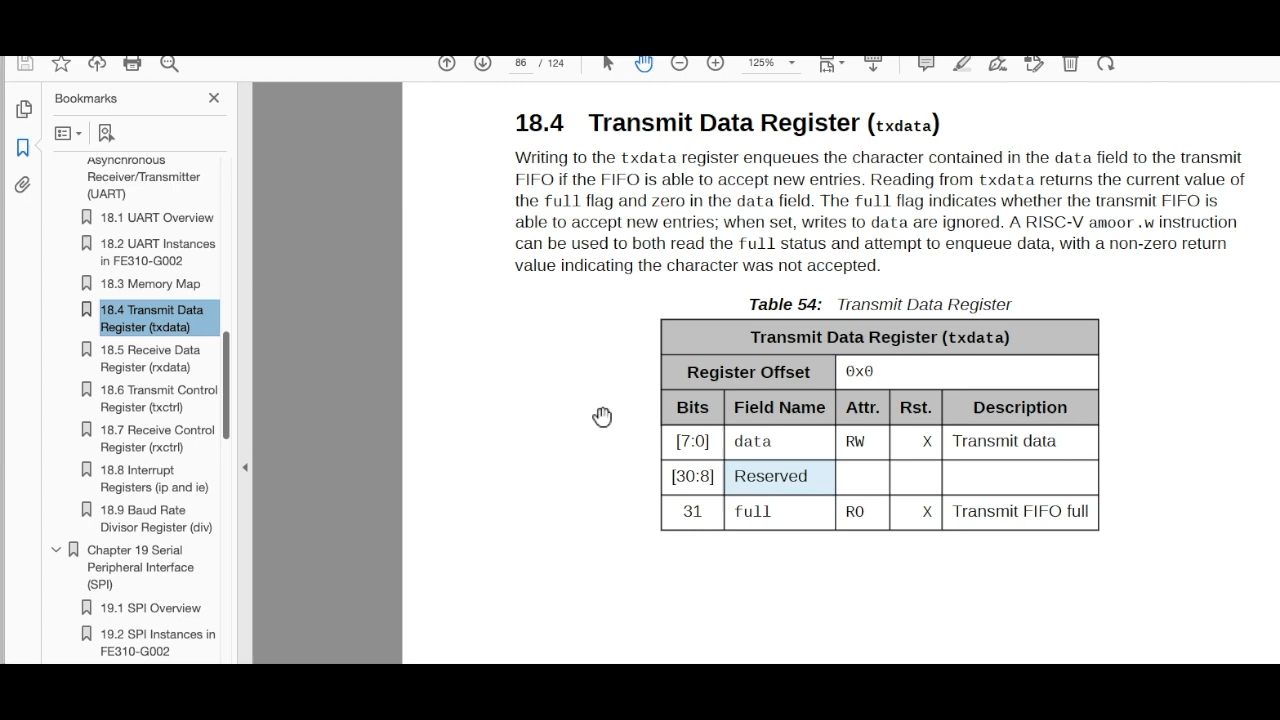 86 / 124
125%
Bookmarks
Asynchronous
Receiver/Transmitter
(UART)
18.1 UART Overview
18.2 UART Instances
in FE310-G002
18.3 Memory Map
18.4 Transmit Data
Register (txdata)
18.5 Receive Data
Register (rxdata)
18.6 Transmit Control
Register (txctrl)
18.7 Receive Control
Register (rxctrl)
18.8 Interrupt
Registers (ip and ie)
18.9 Baud Rate
Divisor Register (div)
Chapter 19 Serial
Peripheral Interface
(SPI)
19.1 SPI Overview
19.2 SPI Instances in
FE310-G002
18.4 Transmit Data Register (txdata)
Writing to the txdata register enqueues the character contained in the data field to the transmit
FIFO if the FIFO is able to accept new entries. Reading from txdata returns the current value of
the full flag and zero in the data field. The full flag indicates whether the transmit FIFO is
able to accept new entries; when set, writes to data are ignored. A RISC-V amoor.w instruction
can be used to both read the full status and attempt to enqueue data, with a non-zero return
value indicating the character was not accepted.
Table 54: Transmit Data Register
Transmit Data Register (txdata)
Register Offset 0x0
Bits Field Name Attr. Rst. Description
[7:0] data RW X Transmit data
[30:8] Reserved
31 full RO X Transmit FIFO full